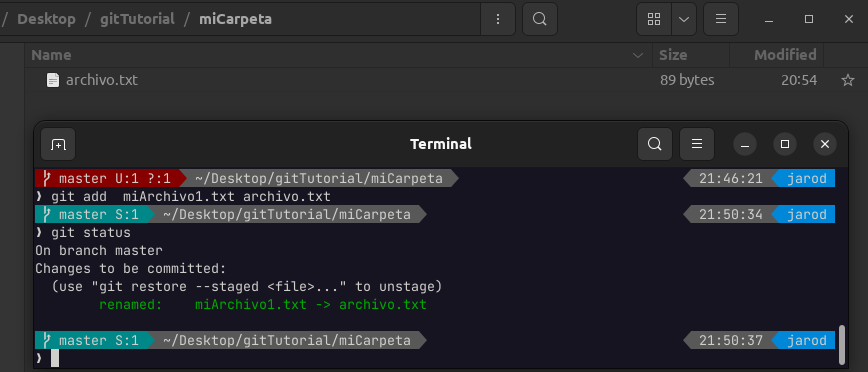 / Desktop / gitTutorial / miCarpeta
Name Size Modified
archivo.txt 89 bytes 20:54
Terminal
master U:1 ?:1 ~/Desktop/gitTutorial/miCarpeta 21:46:21 jarod
❯ git add  miArchivo1.txt archivo.txt
master S:1 ~/Desktop/gitTutorial/miCarpeta 21:50:34 jarod
❯ git status
On branch master
Changes to be committed:
  (use "git restore --staged <file>..." to unstage)
        renamed:    miArchivo1.txt -> archivo.txt
master S:1 ~/Desktop/gitTutorial/miCarpeta 21:50:37 jarod
❯